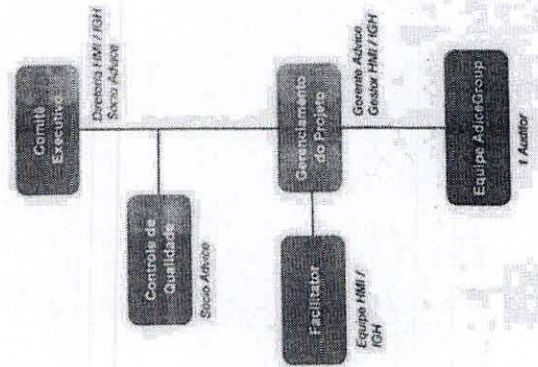 Comitê
Executivo
Diretoria HMI / IGH
Sócio Advice
Controle de
Qualidade
Sócio Advice
Gerenciamento
do Projeto
Gerente Advice
Gestor HMI / IGH
Facilitator
Equipe HMI /
IGH
Equipe AdiceGroup
1 Auditor